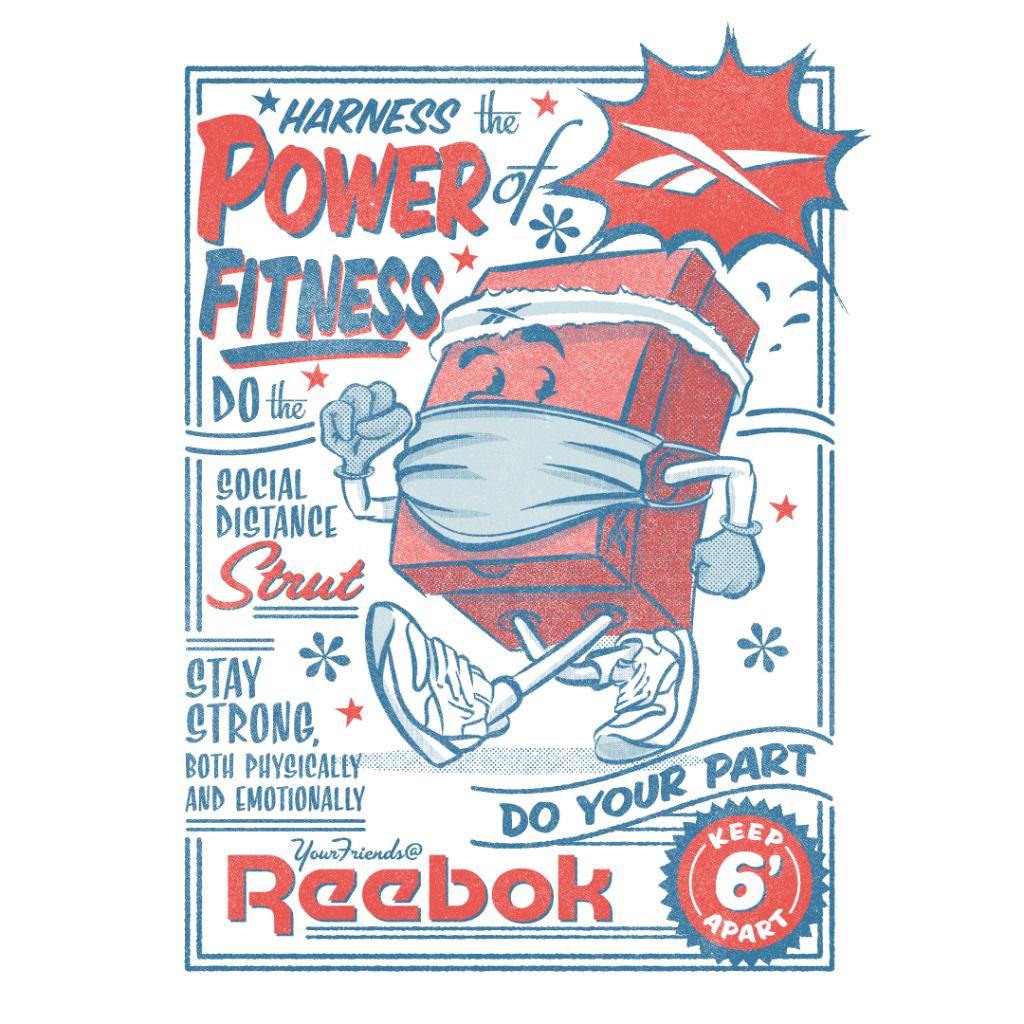 HARNESS the
POWER of
FITNESS
DO the
SOCIAL
DISTANCE
Strut
STAY
STRONG,
BOTH PHYSICALLY
AND EMOTIONALLY
DO YOUR PART
YourFriends@
Reebok
KEEP
6'
APART